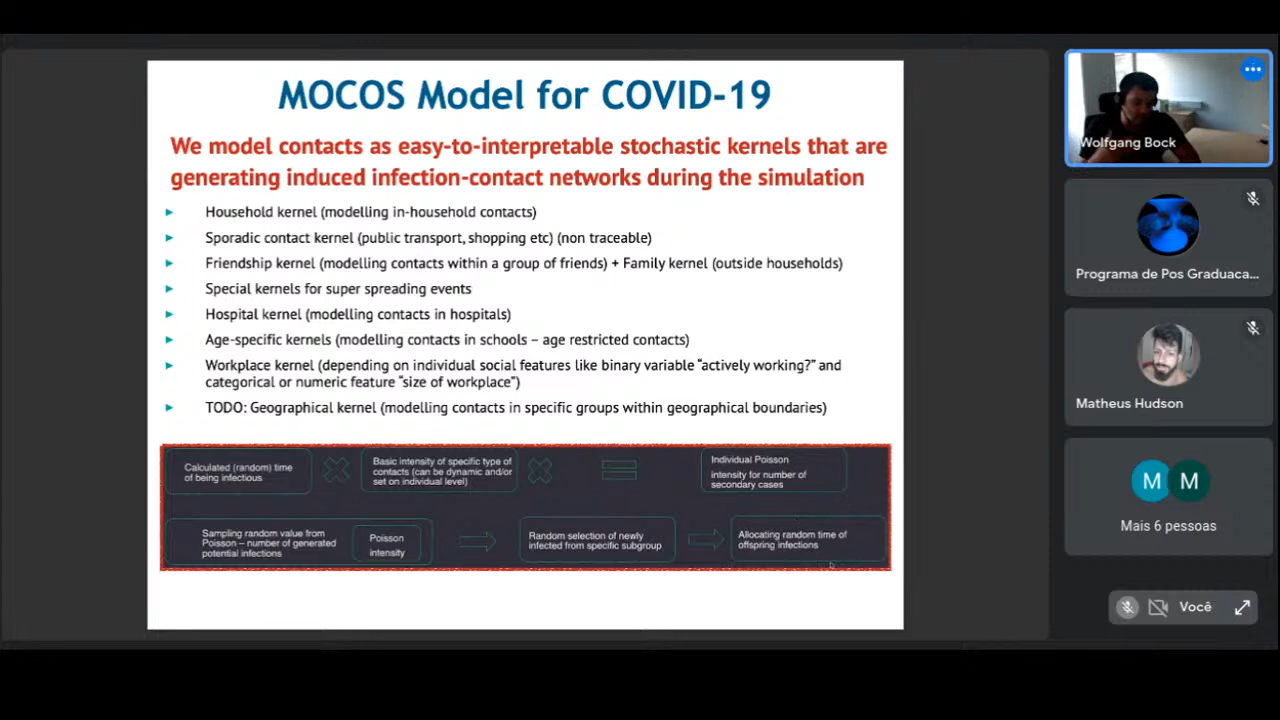 MOCOS Model for COVID-19
We model contacts as easy-to-interpretable stochastic kernels that are
generating induced infection-contact networks during the simulation
Household kernel (modelling in-household contacts)
Sporadic contact kernel (public transport, shopping etc) (non traceable)
Friendship kernel (modelling contacts within a group of friends) + Family kernel (outside households)
Special kernels for super spreading events
Hospital kernel (modelling contacts in hospitals)
Age-specific kernels (modelling contacts in schools – age restricted contacts)
Workplace kernel (depending on individual social features like binary variable “actively working?” and
categorical or numeric feature “size of workplace”)
TODO: Geographical kernel (modelling contacts in specific groups within geographical boundaries)
Calculated (random) time
of being infectious
Basic intensity of specific type of
contacts (can be dynamic and/or
set on individual level)
Individual Poisson
intensity for number of
secondary cases
Sampling random value from
Poisson – number of generated
potential infections
Poisson
intensity
Random selection of newly
infected from specific subgroup
Allocating random time of
offspring infections
Wolfgang Bock
Programa de Pos Graduaca...
Matheus Hudson
M
M
Mais 6 pessoas
Você